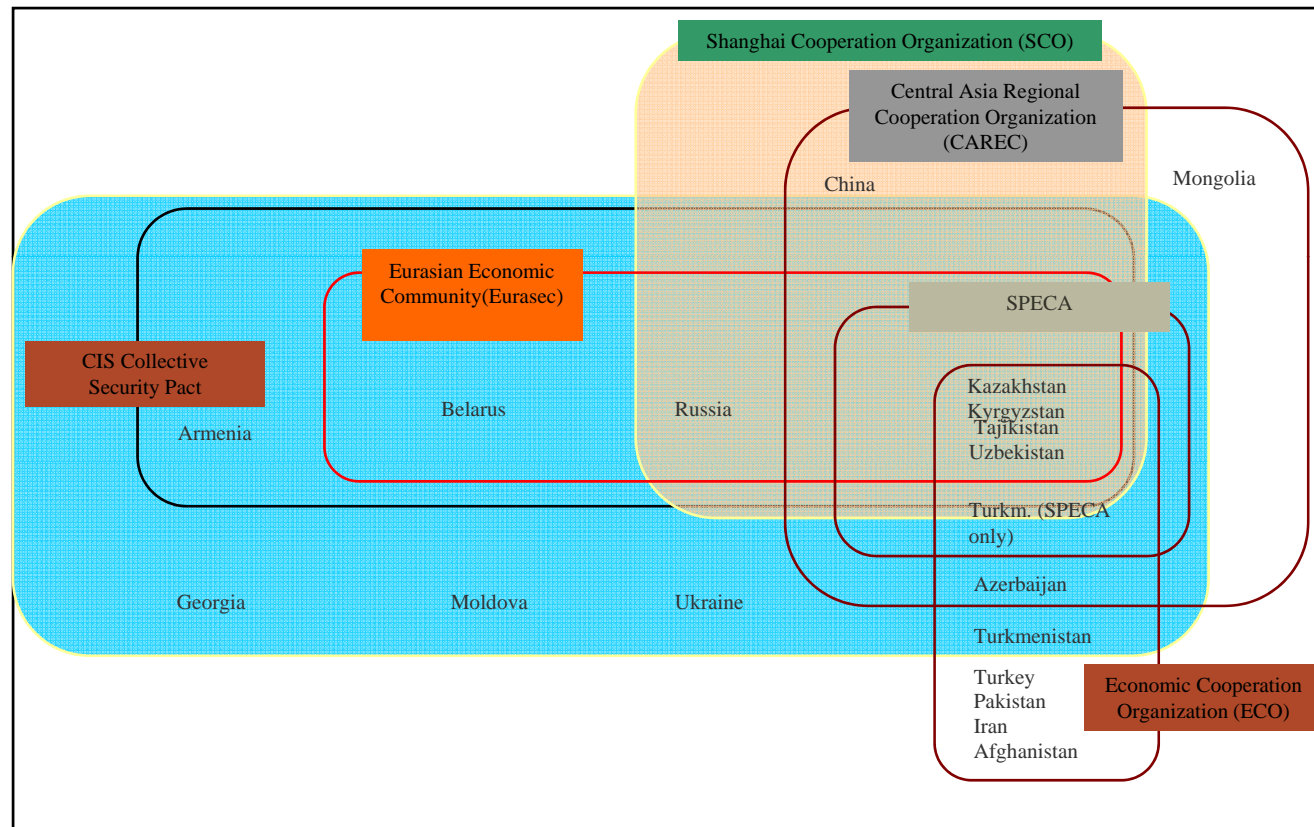 Shanghai Cooperation Organization (SCO)
Central Asia Regional
Cooperation Organization
(CAREC)
China
Mongolia
Eurasian Economic
Community(Eurasec)
SPECA
CIS Collective
Security Pact
Kazakhstan
Kyrgyzstan
Tajikistan
Uzbekistan
Belarus
Russia
Armenia
Turkm. (SPECA
only)
Azerbaijan
Georgia
Moldova
Ukraine
Turkmenistan
Turkey
Pakistan
Iran
Afghanistan
Economic Cooperation
Organization (ECO)